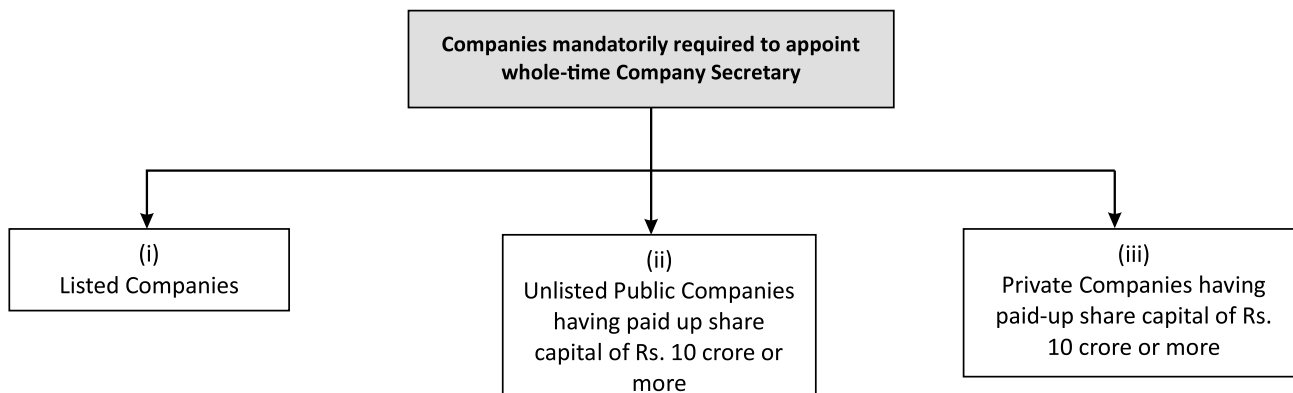 Companies mandatorily required to appoint
whole-time Company Secretary
(i)
Listed Companies
(ii)
Unlisted Public Companies
having paid up share
capital of Rs. 10 crore or
more
(iii)
Private Companies having
paid-up share capital of Rs.
10 crore or more